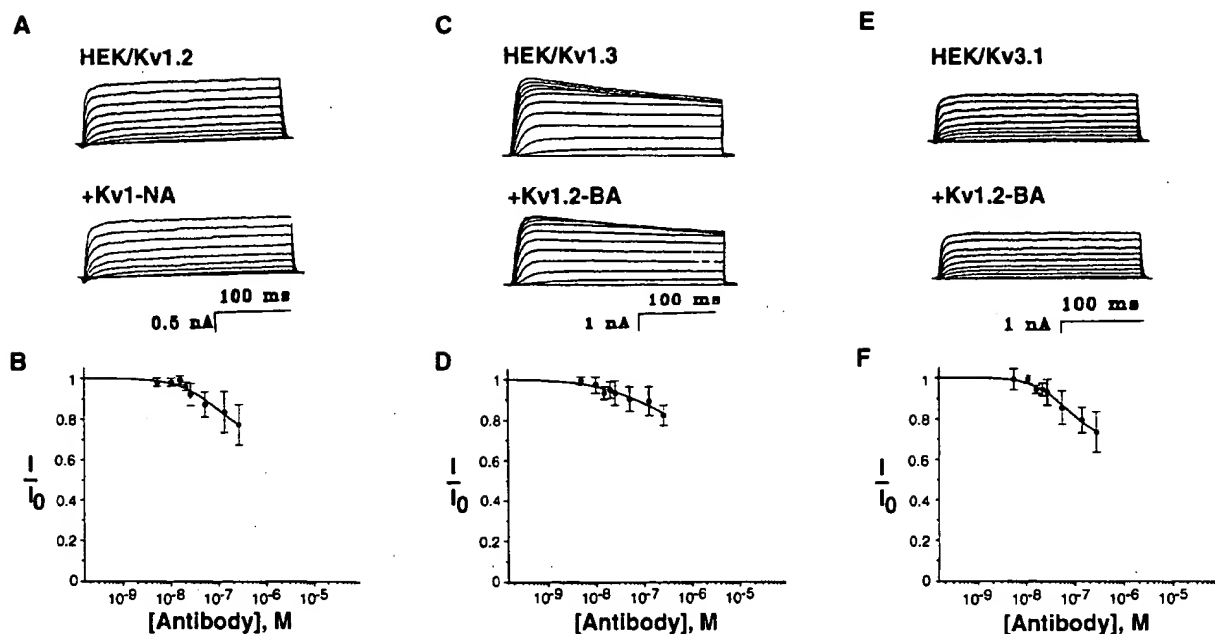 A
HEK/Kv1.2
+Kv1-NA
100 ms
0.5 nA
B
1
0.8
0.6
0.4
0.2
0
I
I0
10-9 10-8 10-7 10-6 10-5
[Antibody], M
C
HEK/Kv1.3
+Kv1.2-BA
100 ms
1 nA
D
1
0.8
0.6
0.4
0.2
0
I
I0
10-9 10-8 10-7 10-6 10-5
[Antibody], M
E
HEK/Kv3.1
+Kv1.2-BA
100 ms
1 nA
F
1
0.8
0.6
0.4
0.2
0
I
I0
10-9 10-8 10-7 10-6 10-5
[Antibody], M